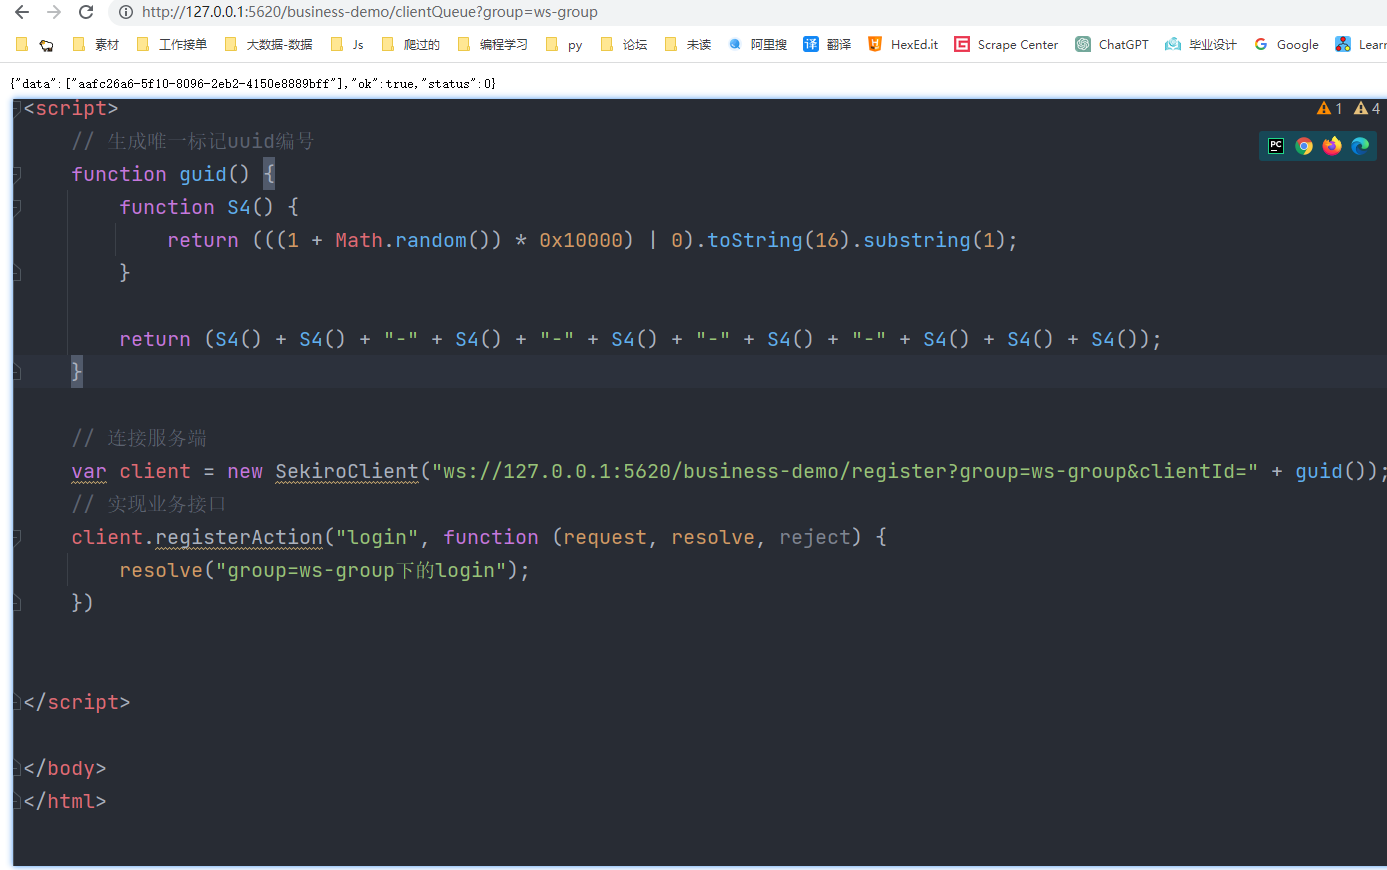 http://127.0.0.1:5620/business-demo/clientQueue?group=ws-group
素材 工作接单 大数据-数据 Js 爬过的 编程学习 py 论坛 未读 阿里搜 译 翻译 HexEd.it Scrape Center ChatGPT 毕业设计 Google Lear
{"data":["aafc26a6-5f10-8096-2eb2-4150e8889bff"],"ok":true,"status":0}
<script>
1 4
// 生成唯一标记uuid编号
PC
function guid() {
function S4() {
return (((1 + Math.random()) * 0x10000) | 0).toString(16).substring(1);
}
return (S4() + S4() + "-" + S4() + "-" + S4() + "-" + S4() + "-" + S4() + S4() + S4());
}
// 连接服务端
var client = new SekiroClient("ws://127.0.0.1:5620/business-demo/register?group=ws-group&clientId=" + guid());
// 实现业务接口
client.registerAction("login", function (request, resolve, reject) {
resolve("group=ws-group下的login");
})
</script>
</body>
</html>